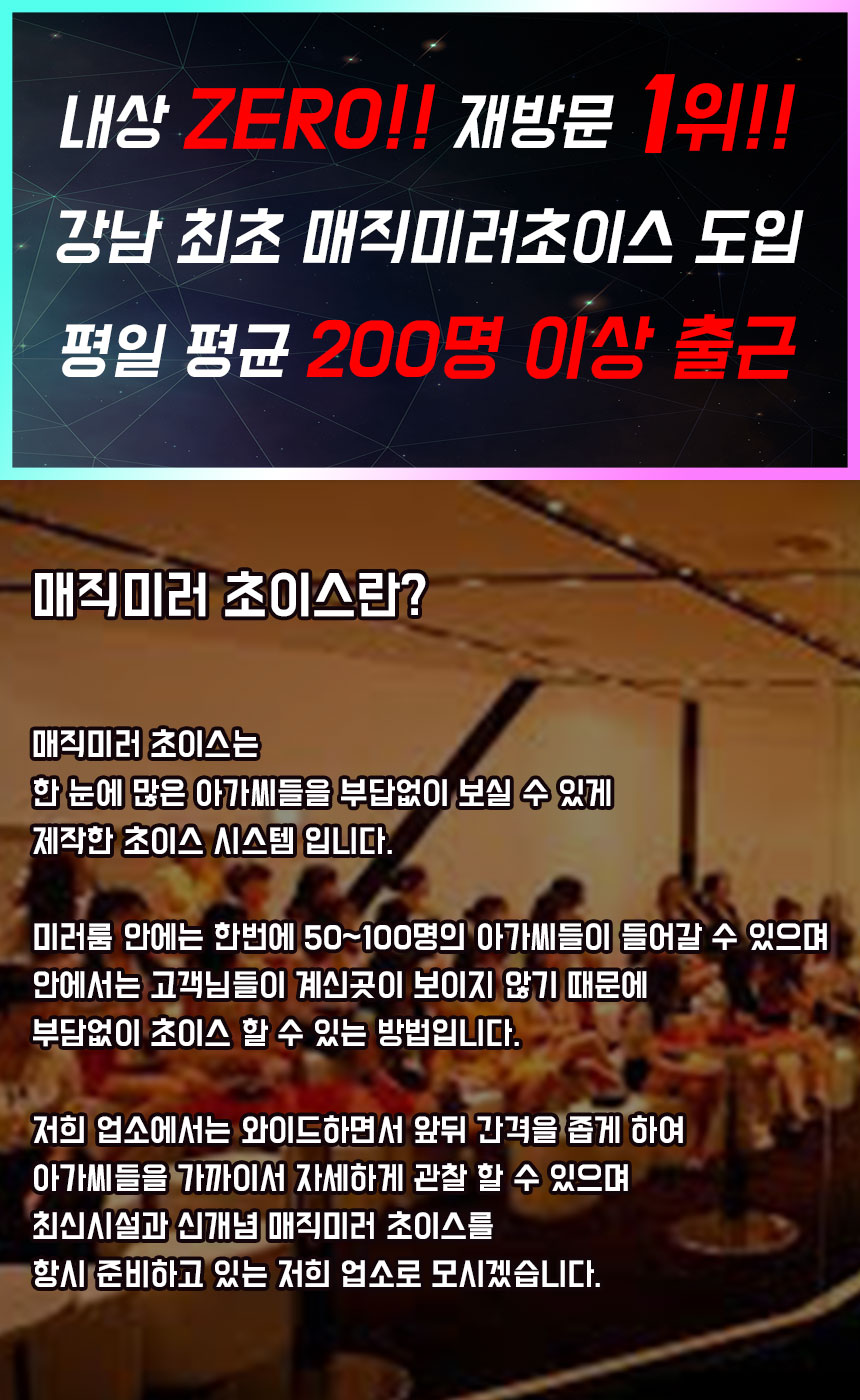 내상 ZERO!! 재방문 1위!!
강남 최초 매직미러초이스 도입
평일 평균 200명 이상 출근
매직미러 초이스란?
매직미러 초이스는
한 눈에 많은 아가씨들을 부담없이 보실 수 있게
제작한 초이스 시스템 입니다.
미러룸 안에는 한번에 50~100명의 아가씨들이 들어갈 수 있으며
안에서는 고객님들이 계신곳이 보이지 않기 때문에
부담없이 초이스 할 수 있는 방법입니다.
저희 업소에서는 와이드하면서 앞뒤 간격을 좁게 하여
아가씨들을 가까이서 자세하게 관찰 할 수 있으며
최신시설과 신개념 매직미러 초이스를
항시 준비하고 있는 저희 업소로 모시겠습니다.